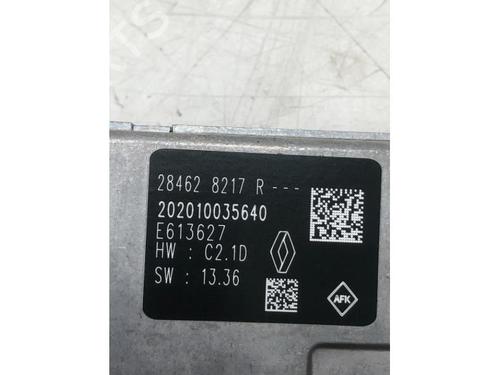 28462 8217 R ---
202010035640
E613627
HW : C2.1D
SW : 13.36
AFK